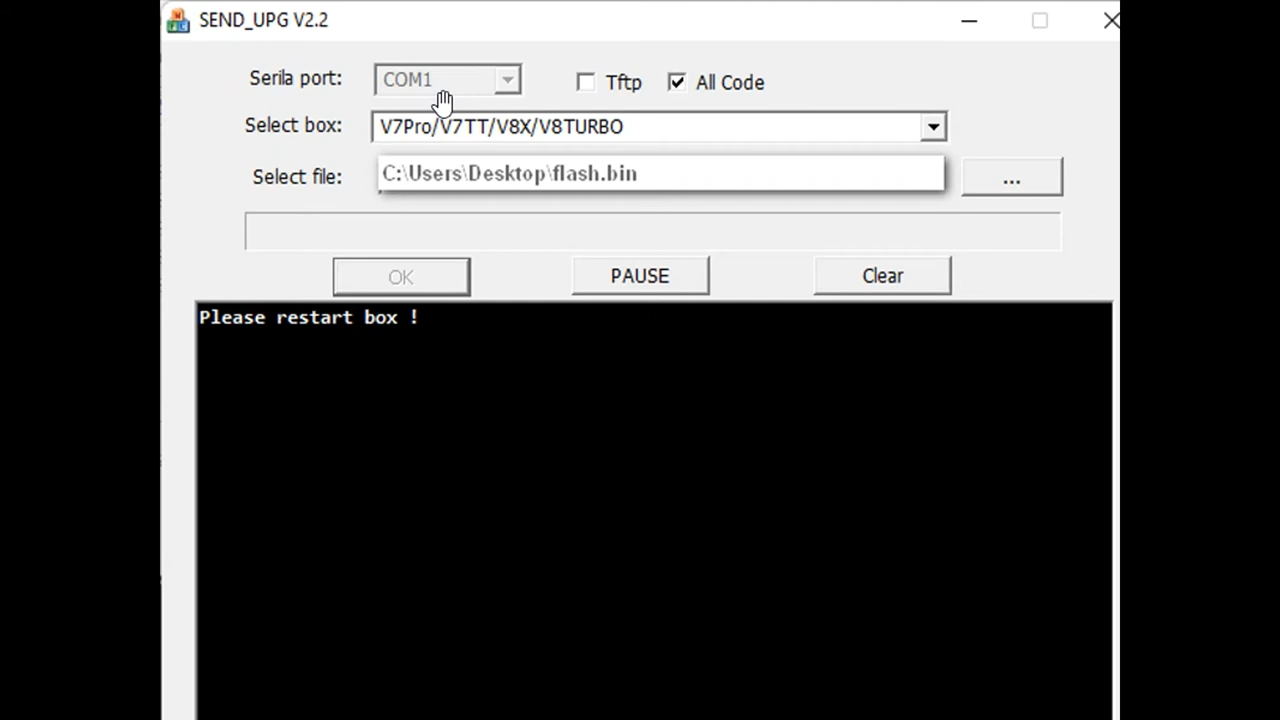 SEND_UPG V2.2
Serila port: COM1 Tftp All Code
Select box: V7Pro/V7TT/V8X/V8TURBO
Select file: C:\Users\Desktop\flash.bin ...
OK PAUSE Clear
Please restart box !